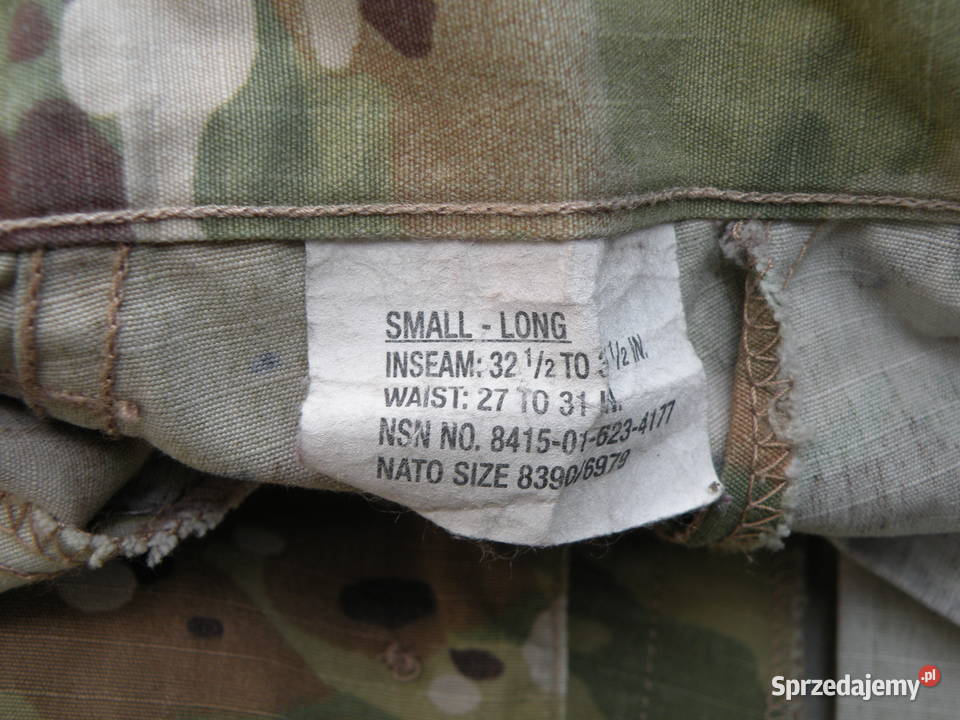 SMALL - LONG
INSEAM: 32 1/2 TO 1/2 IN.
WAIST: 27 TO 31 IN.
NSN NO. 8415-01-623-4177
NATO SIZE 8390/6979
Sprzedajemy.pl